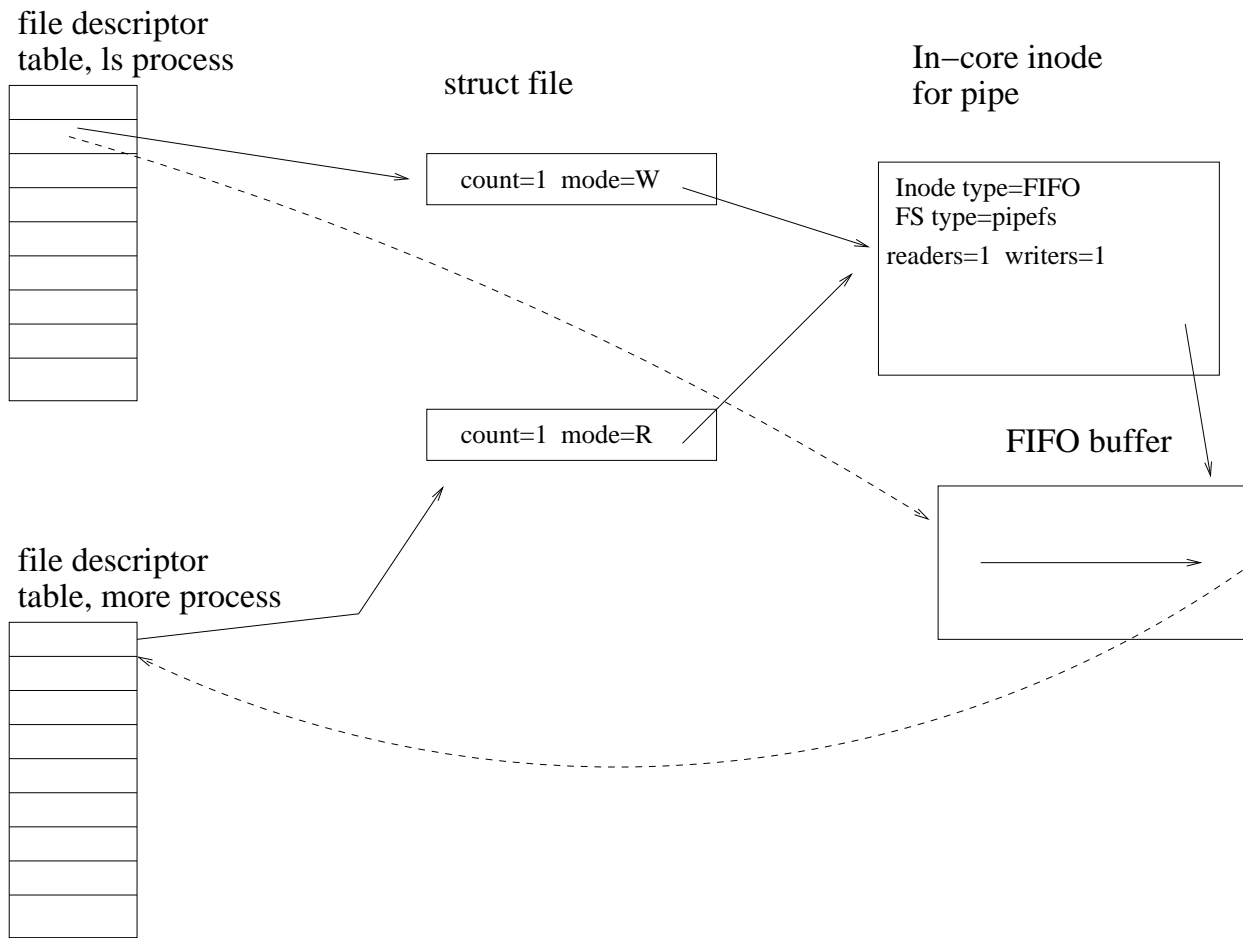 file descriptor
table, ls process
struct file
In−core inode
for pipe
count=1 mode=W
Inode type=FIFO
FS type=pipefs
readers=1 writers=1
count=1 mode=R
FIFO buffer
file descriptor
table, more process